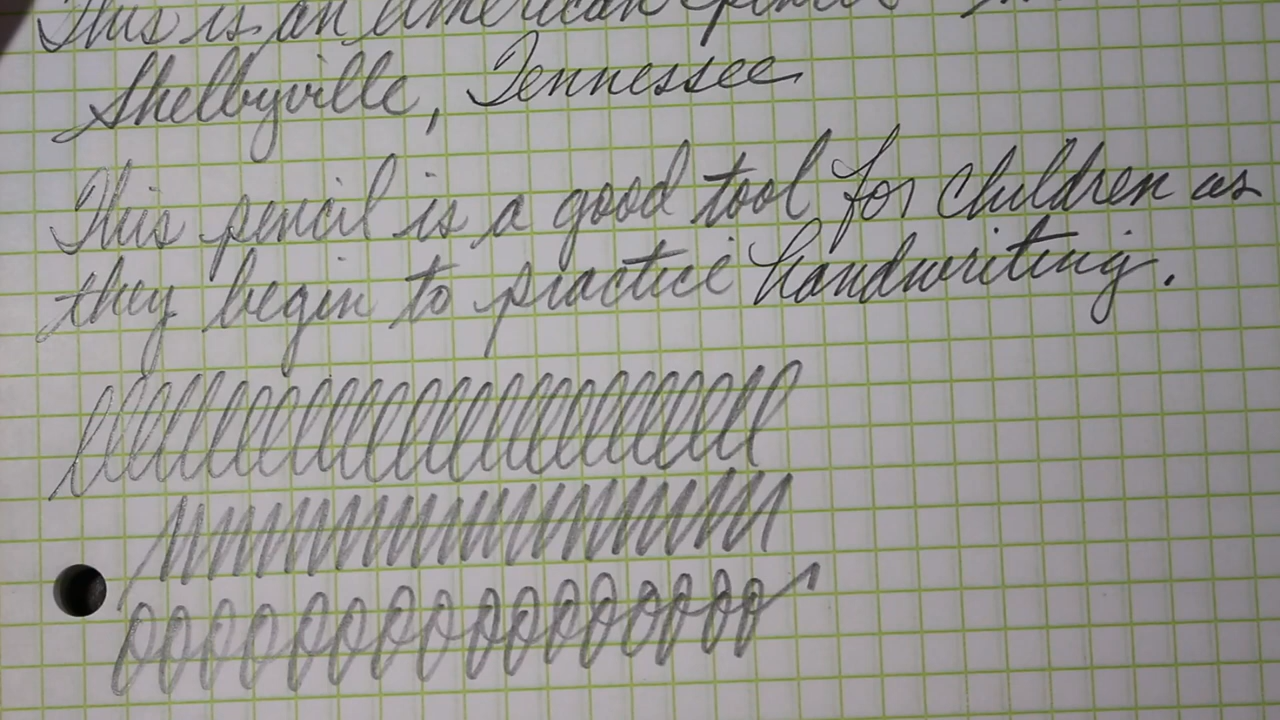 This is an American pencil
Shelbyville, Tennessee
This pencil is a good tool for children as
they begin to practice handwriting.